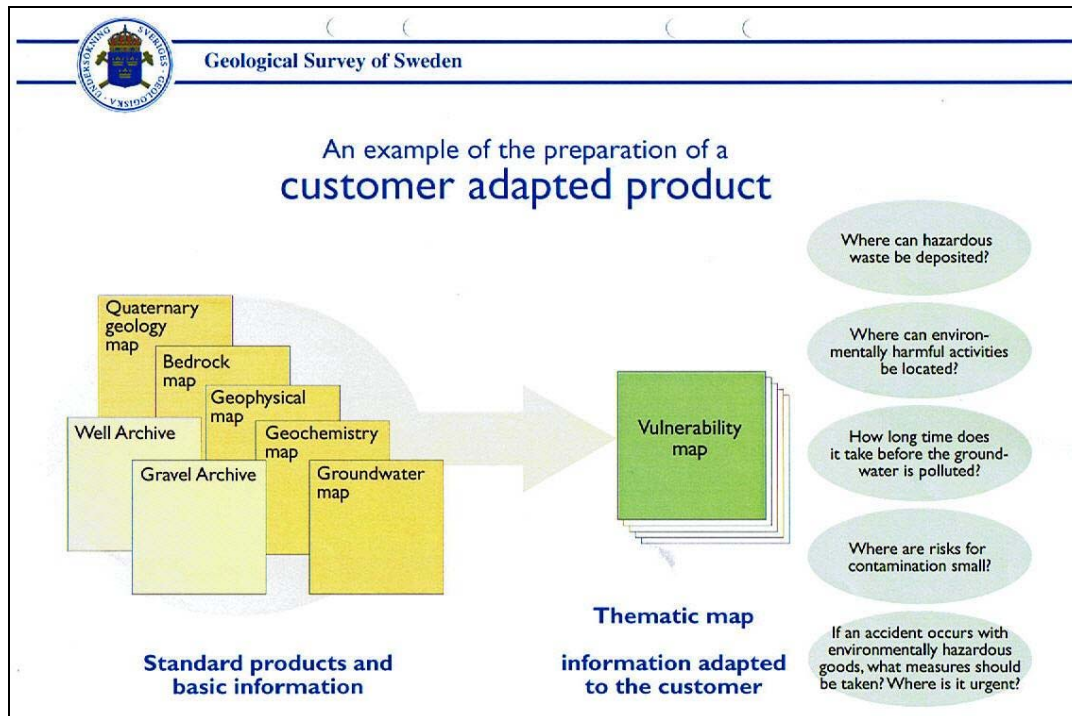 SVERIGES · GEOLOGISKA · UNDERSÖKNING
Geological Survey of Sweden
An example of the preparation of a
customer adapted product
Quaternary
geology
map
Bedrock
map
Geophysical
map
Well Archive
Geochemistry
map
Gravel Archive
Groundwater
map
Vulnerability
map
Where can hazardous
waste be deposited?
Where can environ-
mentally harmful activities
be located?
How long time does
it take before the ground-
water is polluted?
Where are risks for
contamination small?
If an accident occurs with
environmentally hazardous
goods, what measures should
be taken? Where is it urgent?
Standard products and
basic information
Thematic map
information adapted
to the customer